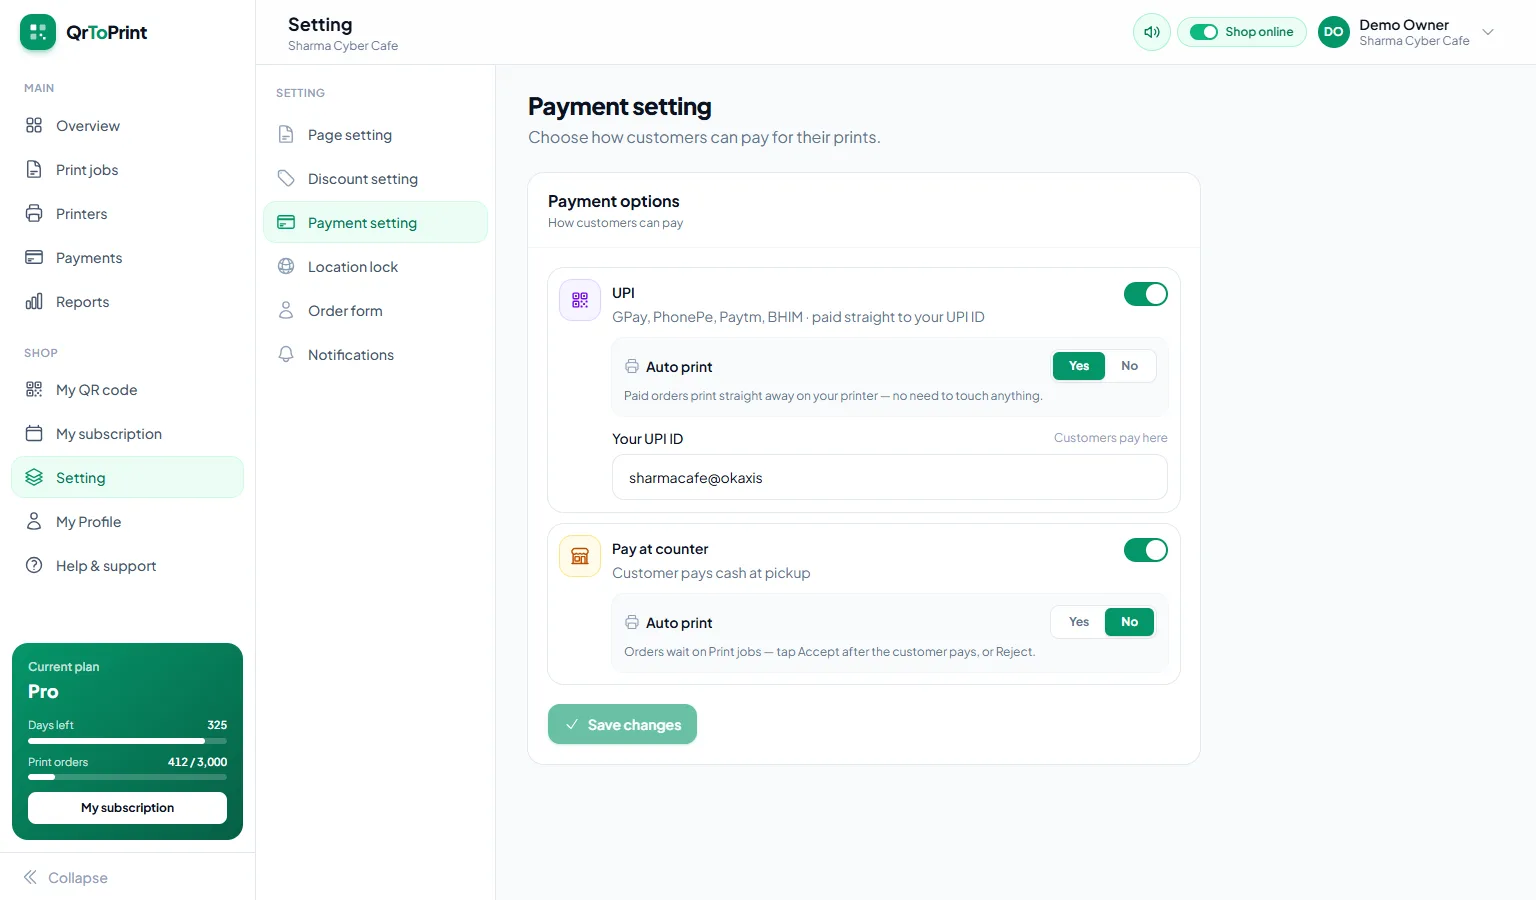 QrToPrint
MAIN
Overview
Print jobs
Printers
Payments
Reports
SHOP
My QR code
My subscription
Setting
My Profile
Help & support
Current plan
Pro
Days left 325
Print orders 412 / 3,000
My subscription
Collapse
Setting
Sharma Cyber Cafe
Shop online
DO
Demo Owner
Sharma Cyber Cafe
SETTING
Page setting
Discount setting
Payment setting
Location lock
Order form
Notifications
Payment setting
Choose how customers can pay for their prints.
Payment options
How customers can pay
UPI
GPay, PhonePe, Paytm, BHIM · paid straight to your UPI ID
Auto print Yes No
Paid orders print straight away on your printer — no need to touch anything.
Your UPI ID Customers pay here
sharmacafe@okaxis
Pay at counter
Customer pays cash at pickup
Auto print Yes No
Orders wait on Print jobs — tap Accept after the customer pays, or Reject.
Save changes